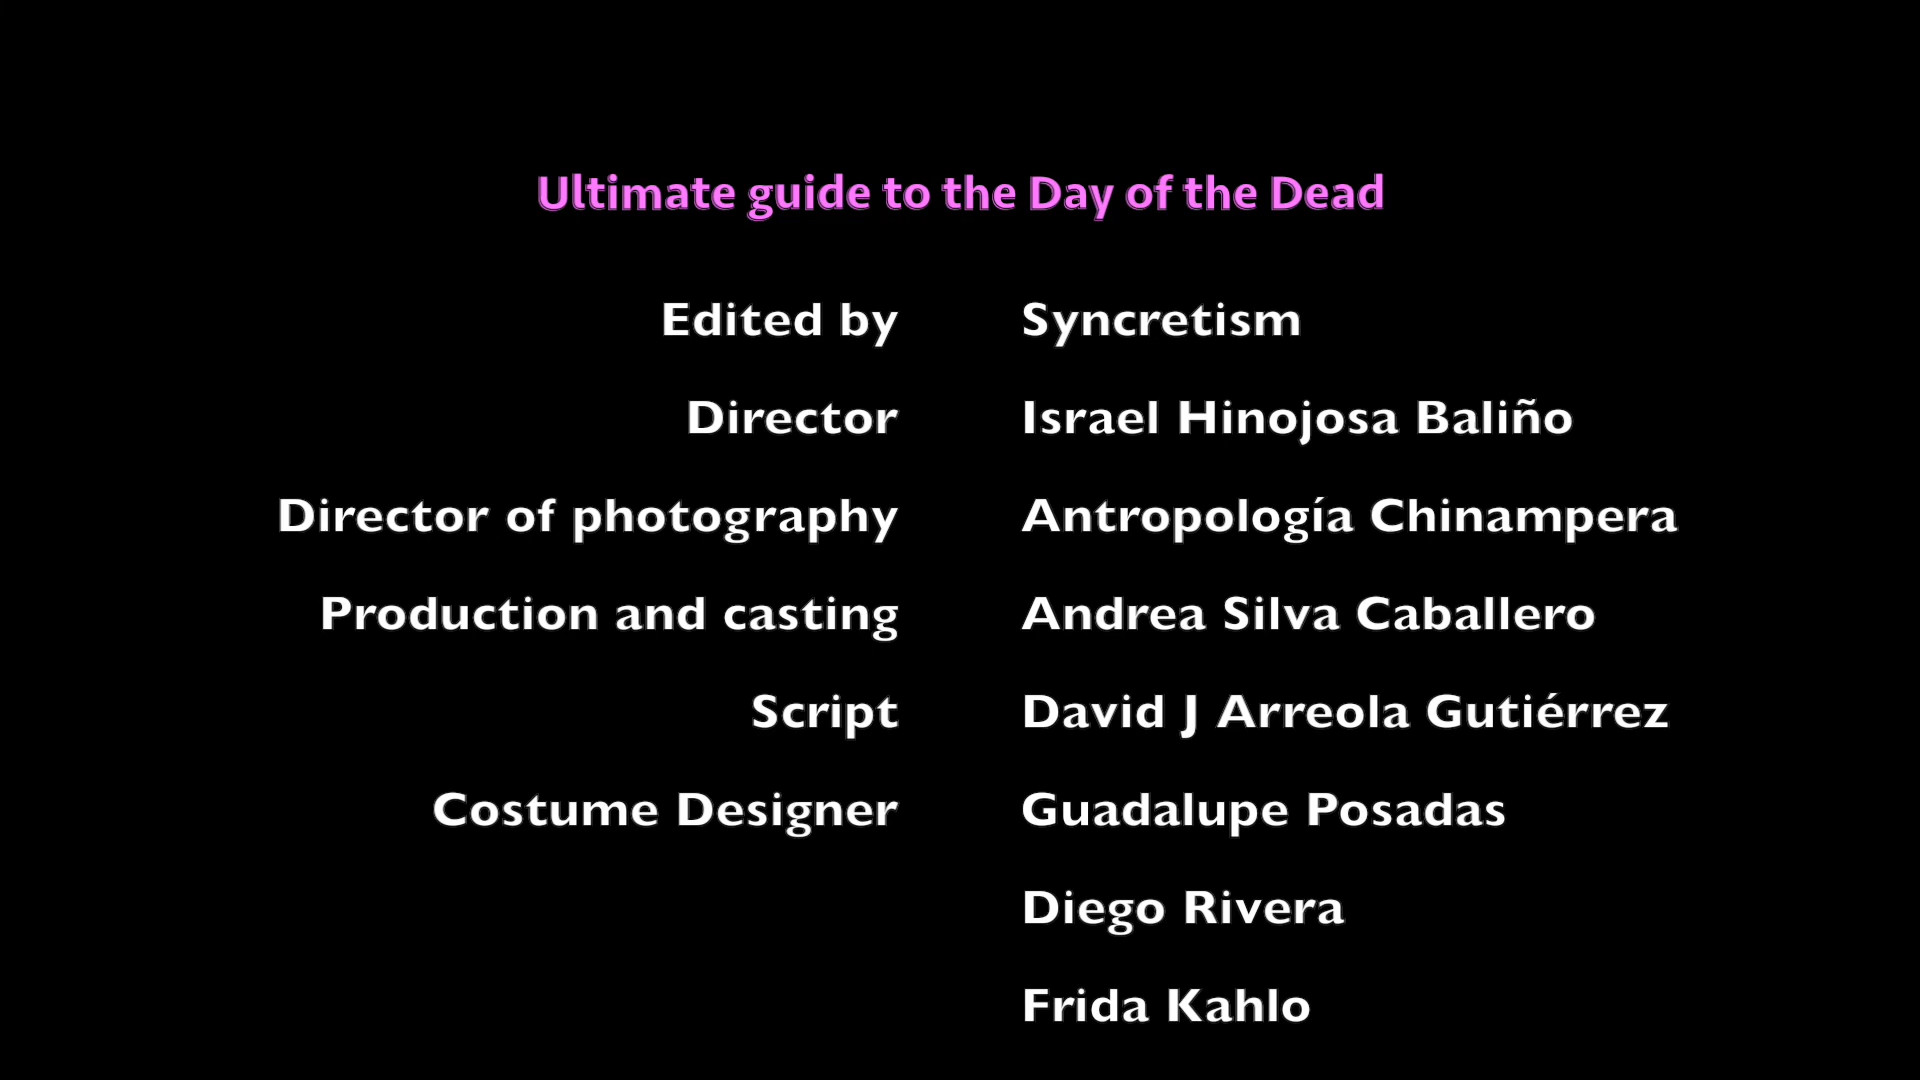 Ultimate guide to the Day of the Dead
Edited by Syncretism
Director Israel Hinojosa Baliño
Director of photography Antropología Chinampera
Production and casting Andrea Silva Caballero
Script David J Arreola Gutiérrez
Costume Designer Guadalupe Posadas
Diego Rivera
Frida Kahlo